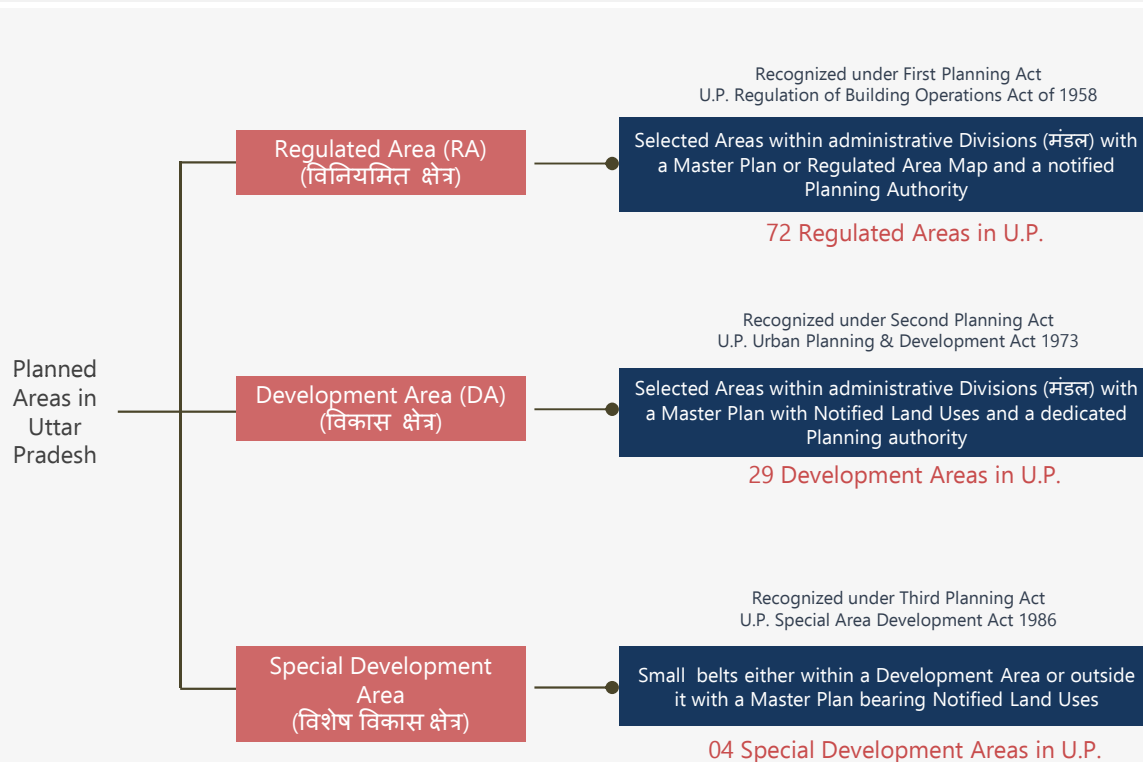 Planned
Areas in
Uttar
Pradesh
Regulated Area (RA)
(विनियमित क्षेत्र)
Recognized under First Planning Act
U.P. Regulation of Building Operations Act of 1958
Selected Areas within administrative Divisions (मंडल) with
a Master Plan or Regulated Area Map and a notified
Planning Authority
72 Regulated Areas in U.P.
Development Area (DA)
(विकास क्षेत्र)
Recognized under Second Planning Act
U.P. Urban Planning & Development Act 1973
Selected Areas within administrative Divisions (मंडल) with
a Master Plan with Notified Land Uses and a dedicated
Planning authority
29 Development Areas in U.P.
Special Development
Area
(विशेष विकास क्षेत्र)
Recognized under Third Planning Act
U.P. Special Area Development Act 1986
Small belts either within a Development Area or outside
it with a Master Plan bearing Notified Land Uses
04 Special Development Areas in U.P.